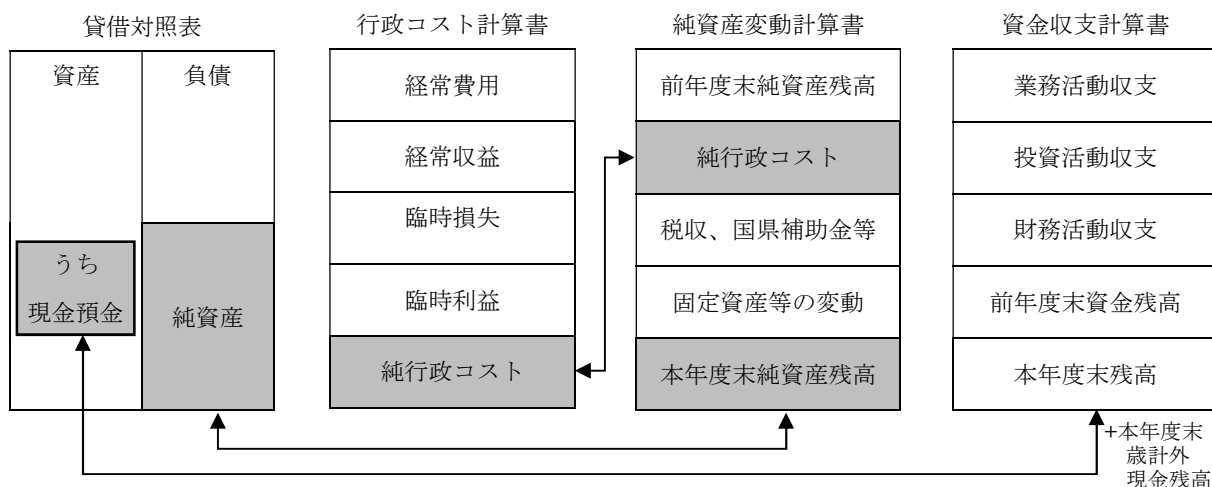 貸借対照表
資産
負債
うち
現金預金
純資産
行政コスト計算書
経常費用
経常収益
臨時損失
臨時利益
純行政コスト
純資産変動計算書
前年度末純資産残高
純行政コスト
税収、国県補助金等
固定資産等の変動
本年度末純資産残高
資金収支計算書
業務活動収支
投資活動収支
財務活動収支
前年度末資金残高
本年度末残高
+本年度末
歳計外
現金残高